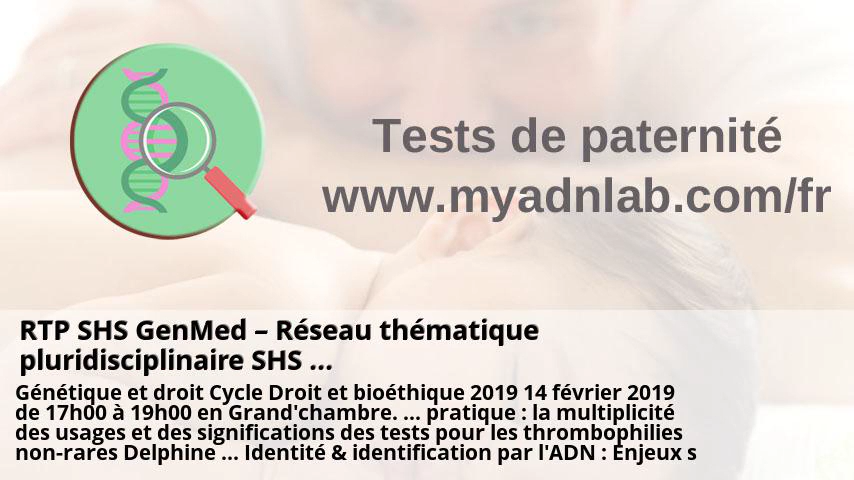 Tests de paternité
www.myadnlab.com/fr
RTP SHS GenMed – Réseau thématique
pluridisciplinaire SHS ...
Génétique et droit Cycle Droit et bioéthique 2019 14 février 2019
de 17h00 à 19h00 en Grand'chambre. ... pratique : la multiplicité
des usages et des significations des tests pour les thrombophilies
non-rares Delphine ... Identité & identification par l'ADN : Enjeux s